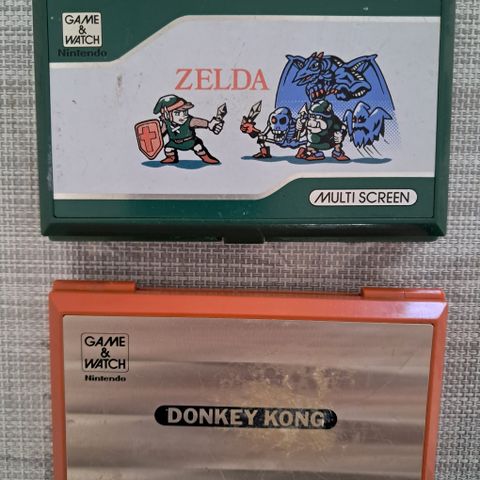 GAME
&
WATCH
Nintendo
ZELDA
MULTI SCREEN
GAME
&
WATCH
Nintendo
DONKEY KONG